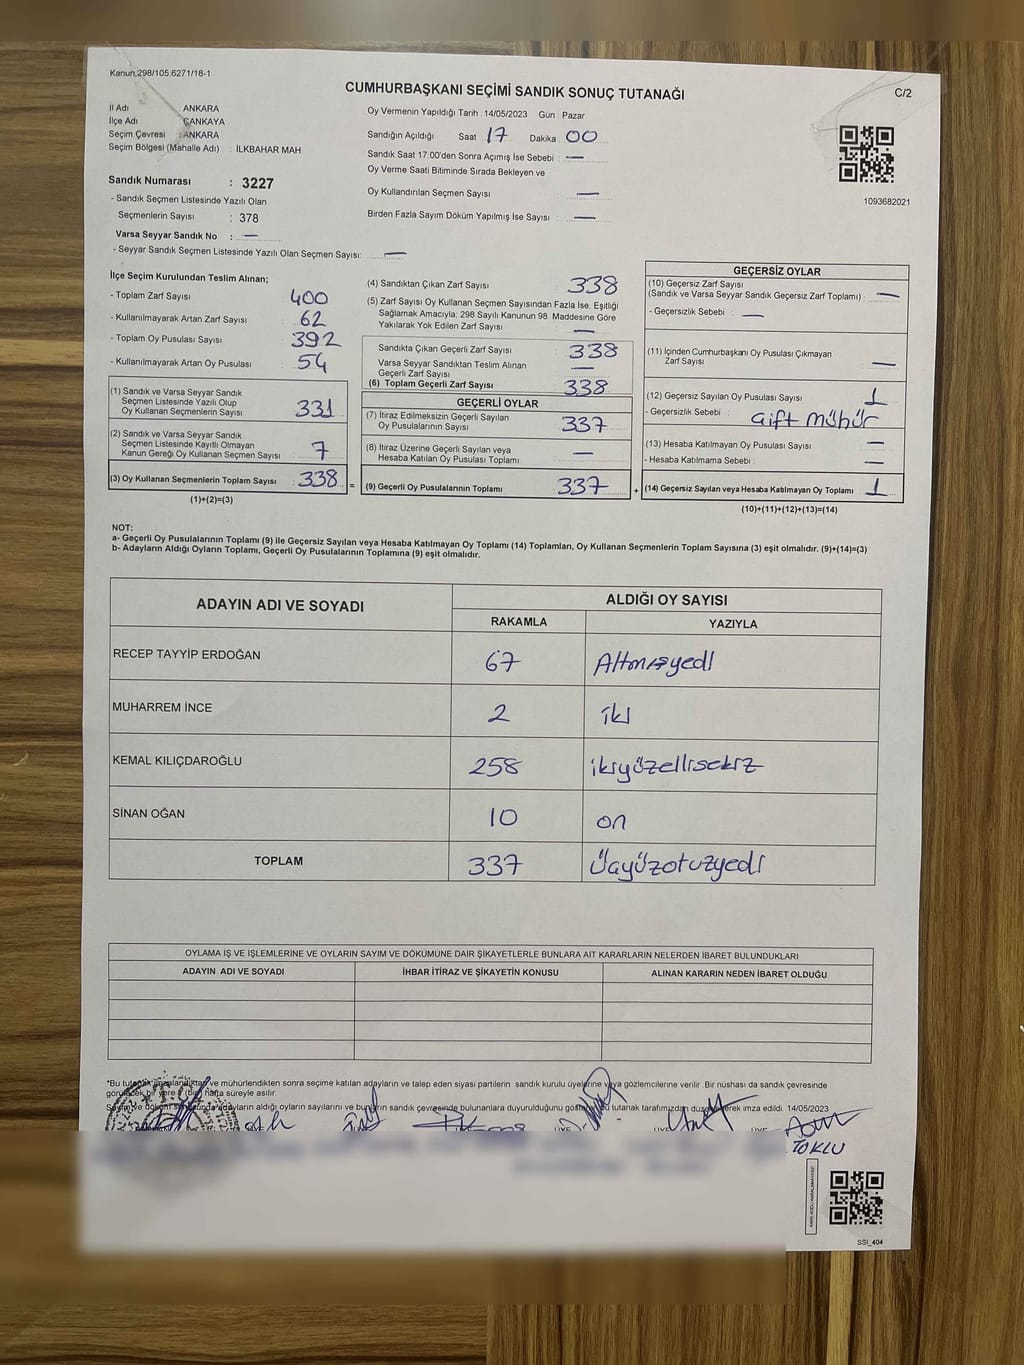 Kanun:298/105,6271/18-1
CUMHURBAŞKANI SEÇİMİ SANDIK SONUÇ TUTANAĞI
C/2
İl Adı : ANKARA
İlçe Adı : ÇANKAYA
Seçim Çevresi : ANKARA
Seçim Bölgesi (Mahalle Adı) : İLKBAHAR MAH.
Sandık Numarası : 3227
- Sandık Seçmen Listesinde Yazılı Olan
Seçmenlerin Sayısı : 378
Varsa Seyyar Sandık No : —
- Seyyar Sandık Seçmen Listesinde Yazılı Olan Seçmen Sayısı: —
Oy Vermenin Yapıldığı Tarih : 14/05/2023 Gün : Pazar
Sandığın Açıldığı Saat 17 Dakika 00
Sandık Saat 17:00'den Sonra Açımış İse Sebebi : —
Oy Verme Saati Bitiminde Sırada Bekleyen ve
Oy Kullandırılan Seçmen Sayısı —
Birden Fazla Sayım Döküm Yapılmış İse Sayısı —
1093682021
İlçe Seçim Kurulundan Teslim Alınan;
- Toplam Zarf Sayısı 400
- Kullanılmayarak Artan Zarf Sayısı 62
- Toplam Oy Pusulası Sayısı 392
- Kullanılmayarak Artan Oy Pusulası : 54
(1) Sandık ve Varsa Seyyar Sandık
Seçmen Listesinde Yazılı Olup
Oy Kullanan Seçmenlerin Sayısı 331
(2) Sandık ve Varsa Seyyar Sandık
Seçmen Listesinde Kayıtlı Olmayan
Kanun Gereği Oy Kullanan Seçmen Sayısı 7
(3) Oy Kullanan Seçmenlerin Toplam Sayısı 338
(1)+(2)=(3)
(4) Sandıktan Çıkan Zarf Sayısı 338
(5) Zarf Sayısı Oy Kullanan Seçmen Sayısından Fazla İse, Eşitliği
Sağlamak Amacıyla; 298 Sayılı Kanunun 98. Maddesine Göre
Yakılarak Yok Edilen Zarf Sayısı —
Sandıkta Çıkan Geçerli Zarf Sayısı 338
Varsa Seyyar Sandıktan Teslim Alınan
Geçerli Zarf Sayısı —
(6) Toplam Geçerli Zarf Sayısı 338
GEÇERLİ OYLAR
(7) İtiraz Edilmeksizin Geçerli Sayılan
Oy Pusulalarının Sayısı 337
(8) İtiraz Üzerine Geçerli Sayılan veya
Hesaba Katılan Oy Pusulası Toplamı —
= (9) Geçerli Oy Pusulalarının Toplamı 337
GEÇERSİZ OYLAR
(10) Geçersiz Zarf Sayısı
(Sandık ve Varsa Seyyar Sandık Geçersiz Zarf Toplamı) : —
- Geçersizlik Sebebi : —
(11) İçinden Cumhurbaşkanı Oy Pusulası Çıkmayan
Zarf Sayısı —
(12) Geçersiz Sayılan Oy Pusulası Sayısı 1
- Geçersizlik Sebebi : Çift mühür
(13) Hesaba Katılmayan Oy Pusulası Sayısı —
- Hesaba Katılmama Sebebi : —
+ (14) Geçersiz Sayılan veya Hesaba Katılmayan Oy Toplamı 1
(10)+(11)+(12)+(13)=(14)
NOT:
a- Geçerli Oy Pusulalarının Toplamı (9) ile Geçersiz Sayılan veya Hesaba Katılmayan Oy Toplamı (14) Toplamları, Oy Kullanan Seçmenlerin Toplam Sayısına (3) eşit olmalıdır. (9)+(14)=(3)
b- Adayların Aldığı Oyların Toplamı, Geçerli Oy Pusulalarının Toplamına (9) eşit olmalıdır.
ADAYIN ADI VE SOYADI
ALDIĞI OY SAYISI
RAKAMLA YAZIYLA
RECEP TAYYİP ERDOĞAN 67 Altmışyedi
MUHARREM İNCE 2 iki
KEMAL KILIÇDAROĞLU 258 ikiyüzellisekiz
SİNAN OĞAN 10 on
TOPLAM 337 Üçyüzotuzyedi
OYLAMA İŞ VE İŞLEMLERİNE VE OYLARIN SAYIM VE DÖKÜMÜNE DAİR ŞİKAYETLERLE BUNLARA AİT KARARLARIN NELERDEN İBARET BULUNDUKLARI
ADAYIN ADI VE SOYADI İHBAR İTİRAZ VE ŞİKAYETİN KONUSU ALINAN KARARIN NEDEN İBARET OLDUĞU
*Bu ve mühürlendikten sonra seçime katılan adayların ve talep eden siyasi partilerin sandık kurulu üyelerine veya gözlemcilerine verilir. Bir nüshası da sandık çevresinde
hafta süreyle asılır.
adayların aldığı oyların sayılarını ve bunların sandık çevresinde bulunanlara duyurulduğunu tutanak tarafımızdan imza edildi. 14/05/2023
TOKLU
SSI_404